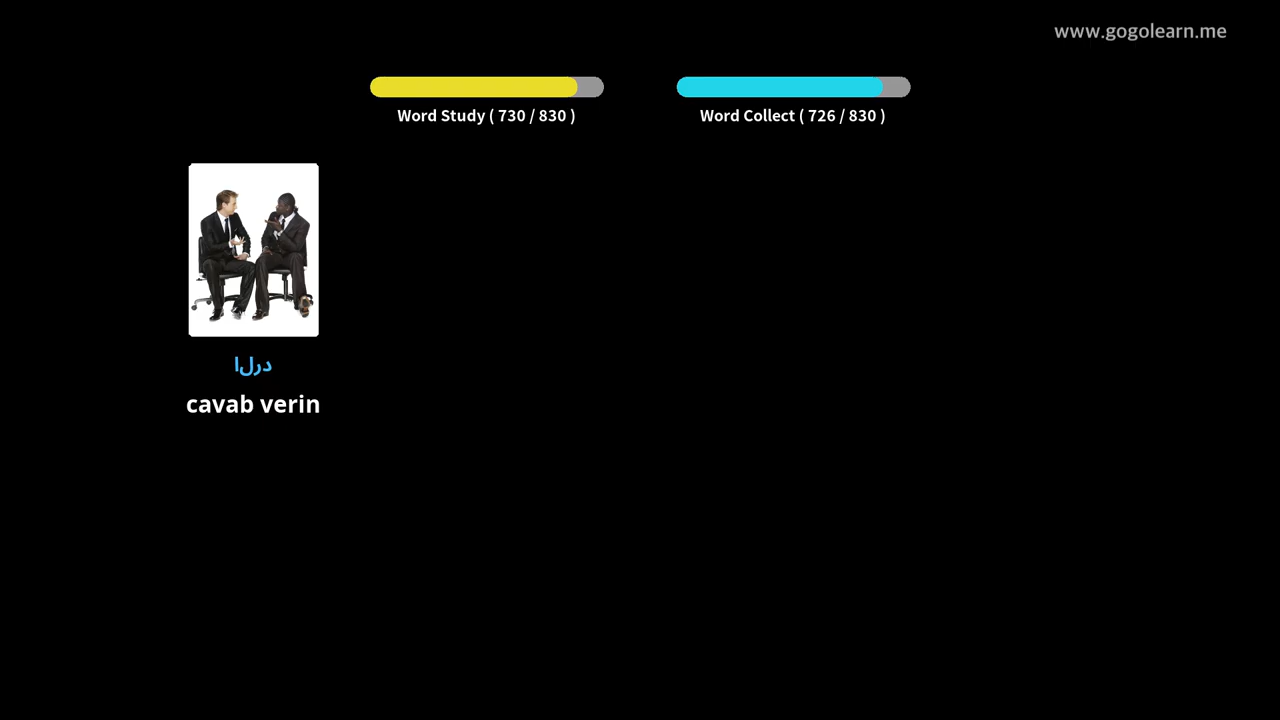 www.gogolearn.me
Word Study ( 730 / 830 )
Word Collect ( 726 / 830 )
درلا
cavab verin